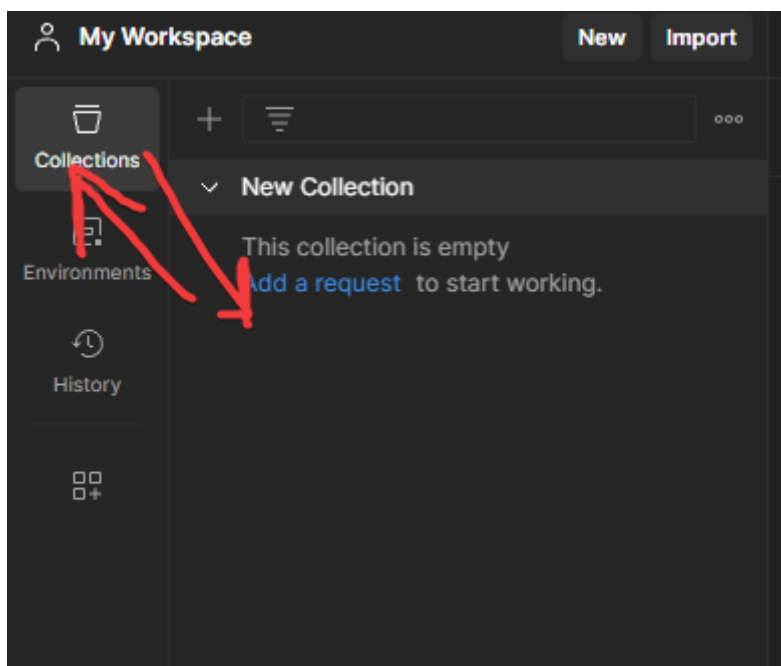 My Workspace
New
Import
Collections
New Collection
This collection is empty
Add a request to start working.
Environments
History